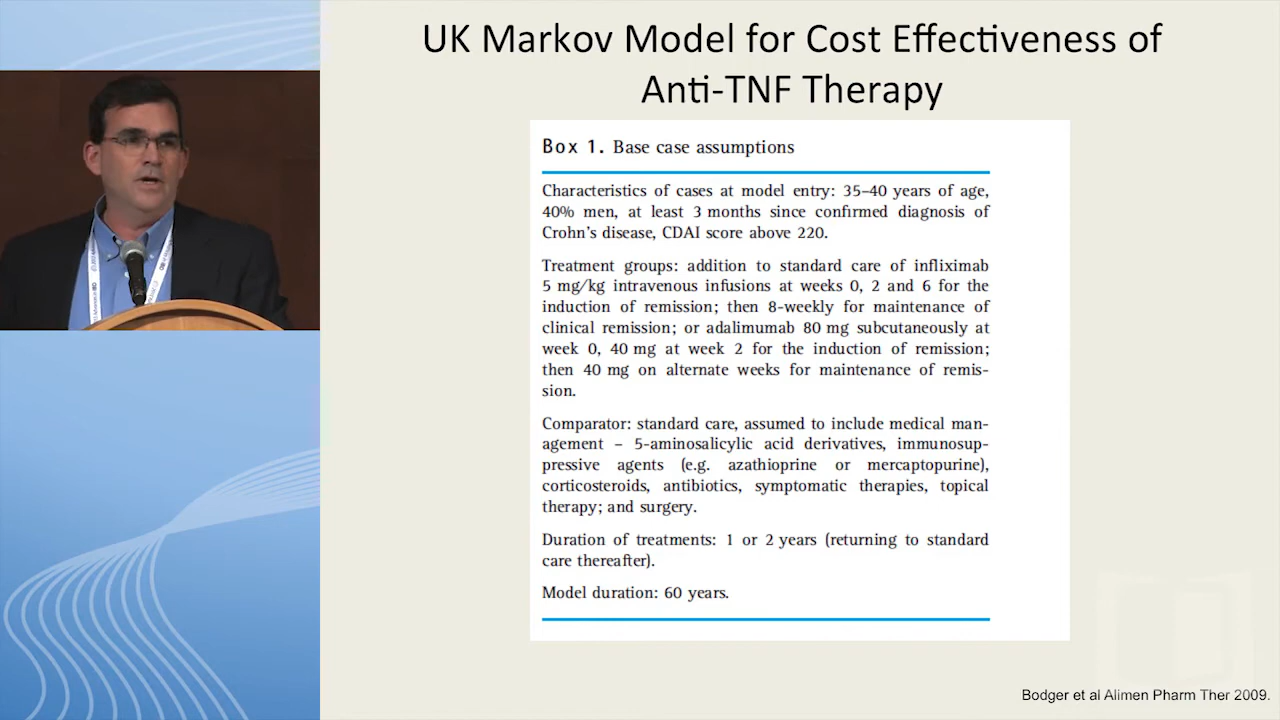 UK Markov Model for Cost Effectiveness of
Anti-TNF Therapy
Box 1. Base case assumptions
Characteristics of cases at model entry: 35–40 years of age,
40% men, at least 3 months since confirmed diagnosis of
Crohn's disease, CDAI score above 220.
Treatment groups: addition to standard care of infliximab
5 mg/kg intravenous infusions at weeks 0, 2 and 6 for the
induction of remission; then 8-weekly for maintenance of
clinical remission; or adalimumab 80 mg subcutaneously at
week 0, 40 mg at week 2 for the induction of remission;
then 40 mg on alternate weeks for maintenance of remis-
sion.
Comparator: standard care, assumed to include medical man-
agement – 5-aminosalicylic acid derivatives, immunosup-
pressive agents (e.g. azathioprine or mercaptopurine),
corticosteroids, antibiotics, symptomatic therapies, topical
therapy; and surgery.
Duration of treatments: 1 or 2 years (returning to standard
care thereafter).
Model duration: 60 years.
Bodger et al Alimen Pharm Ther 2009.